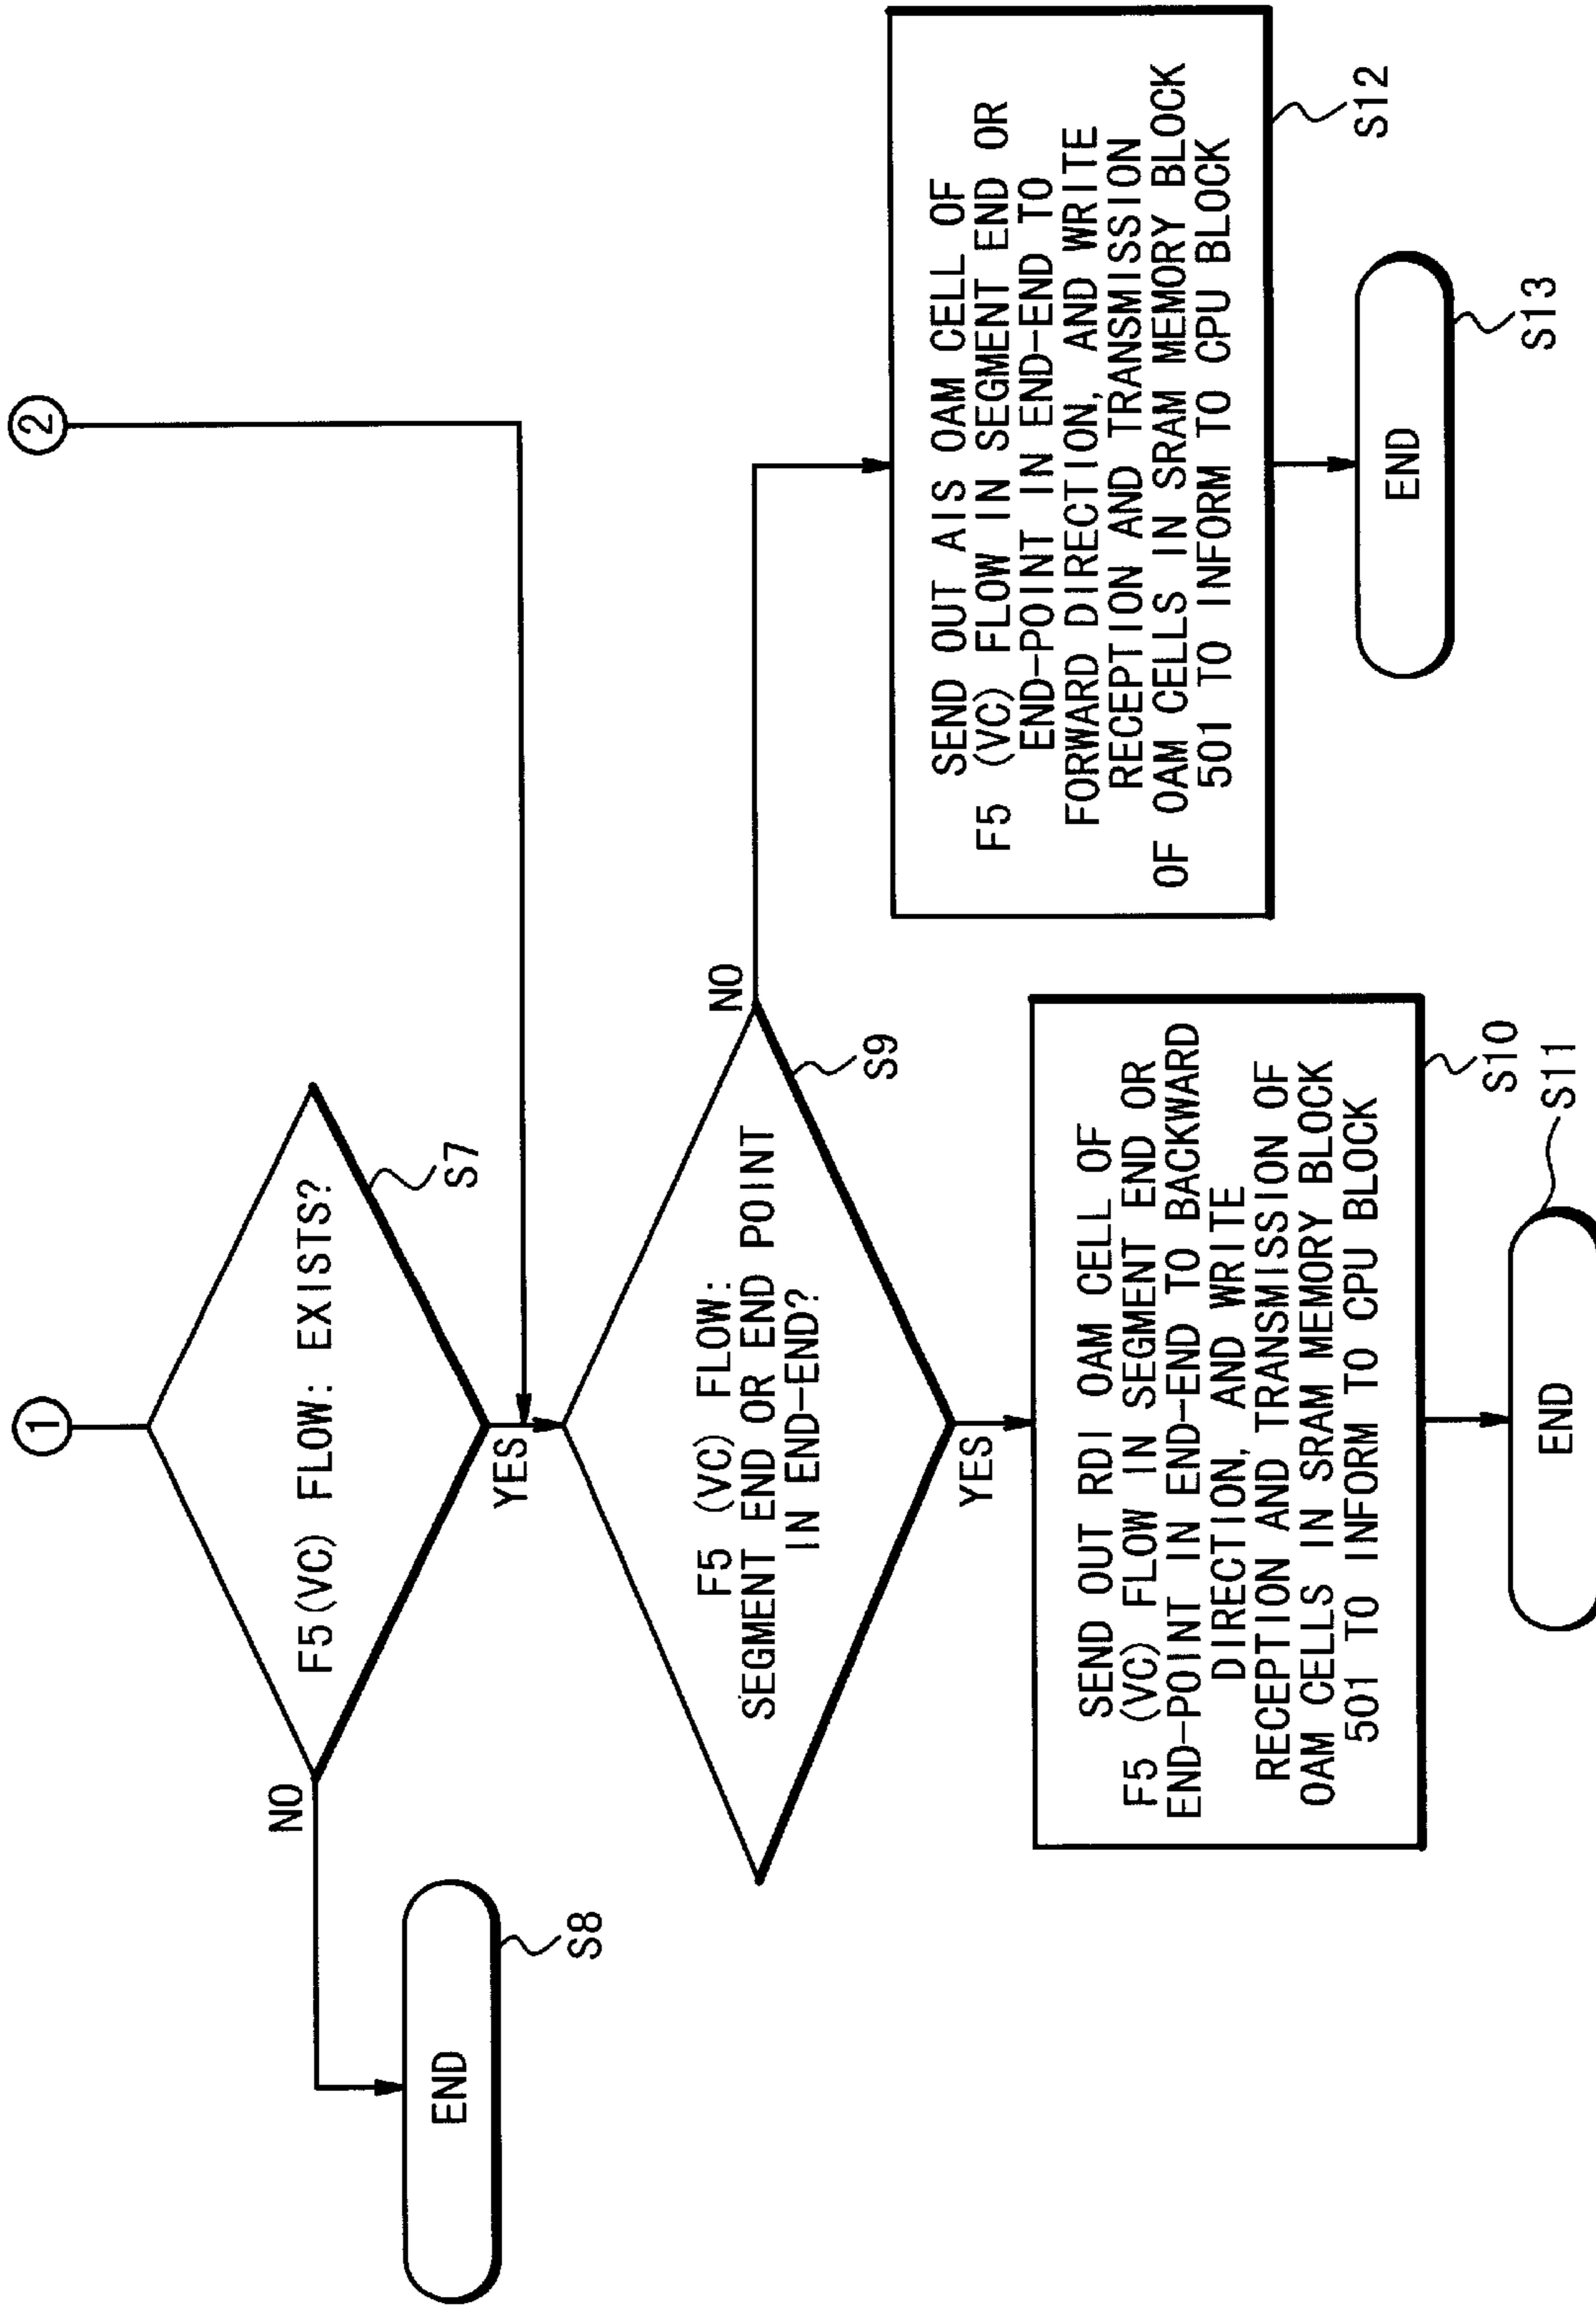 1
2
F5(VC) FLOW: EXISTS?
S7
NO
YES
END
S8
F5 (VC) FLOW:
SEGMENT END OR END POINT
IN END-END?
S9
NO
YES
SEND OUT AIS OAM CELL OF
F5 (VC) FLOW IN SEGMENT END OR
END-POINT IN END-END TO
FORWARD DIRECTION, AND WRITE
RECEPTION AND TRANSMISSION
OF OAM CELLS IN SRAM MEMORY BLOCK
501 TO INFORM TO CPU BLOCK
S12
END
S13
SEND OUT RDI OAM CELL OF
F5 (VC) FLOW IN SEGMENT END OR
END-POINT IN END-END TO BACKWARD
DIRECTION, AND WRITE
RECEPTION AND TRANSMISSION OF
OAM CELLS IN SRAM MEMORY BLOCK
501 TO INFORM TO CPU BLOCK
S10
END
S11